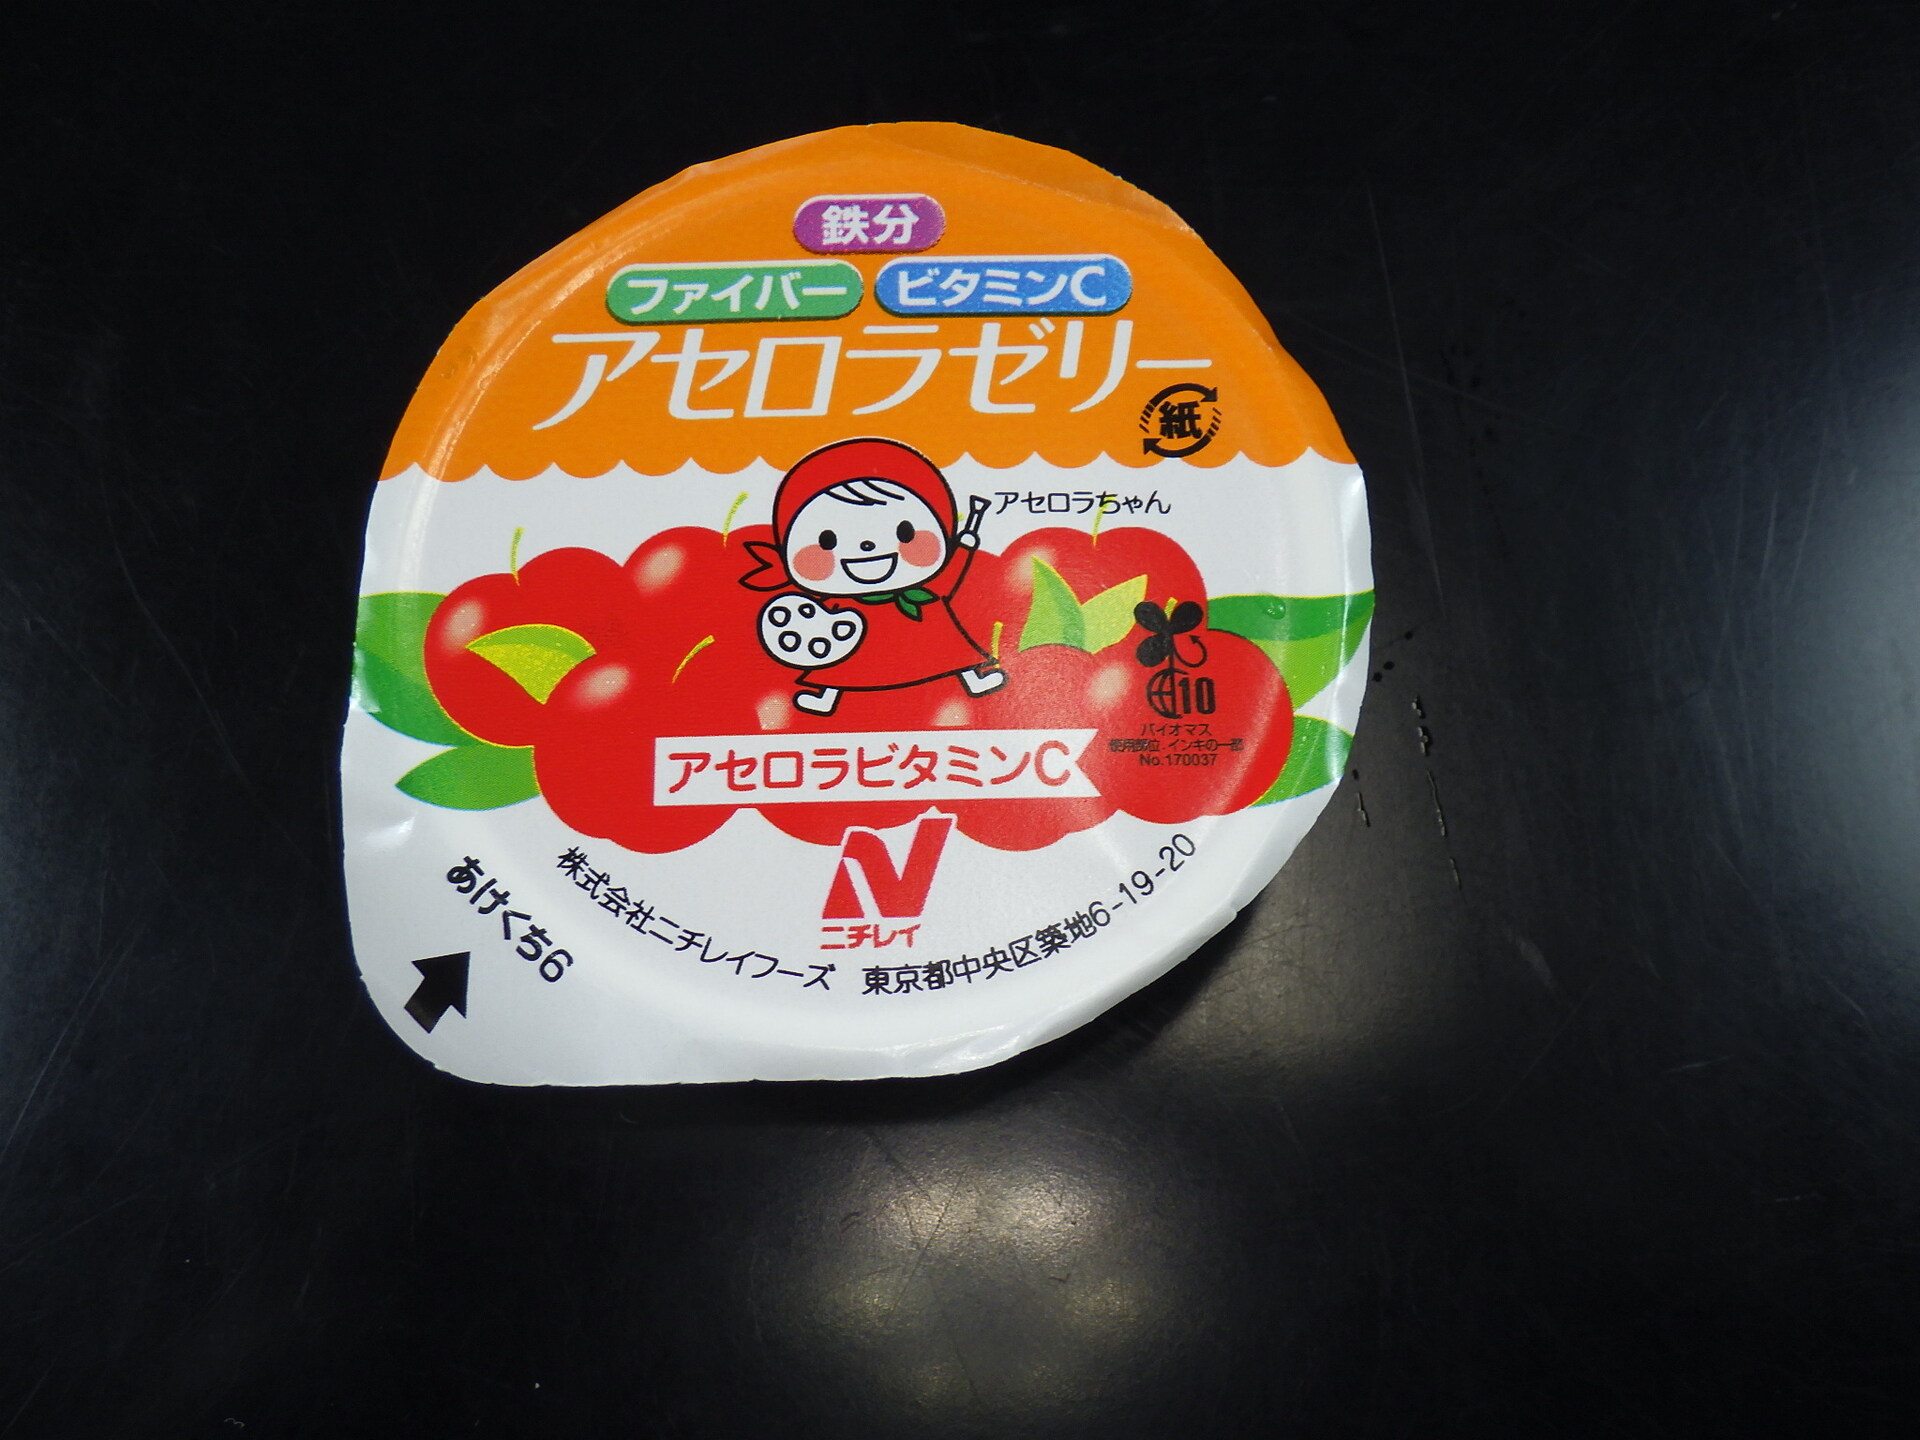 鉄分
ファイバー ビタミンC
アセロラゼリー
紙
アセロラちゃん
10
バイオマス
使用部位:インキの一部
No.170037
アセロラビタミンC
ニチレイ
あけくち6
株式会社ニチレイフーズ 東京都中央区築地6-19-20